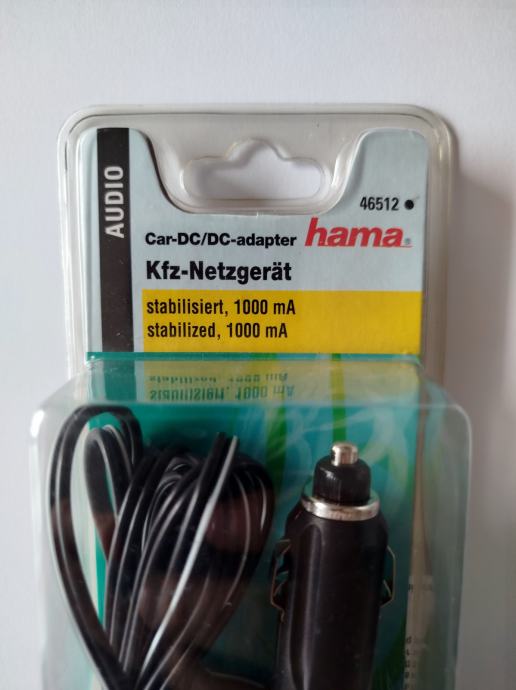 AUDIO
46512
Car-DC/DC-adapter hama®
Kfz-Netzgerät
stabilisiert, 1000 mA
stabilized, 1000 mA